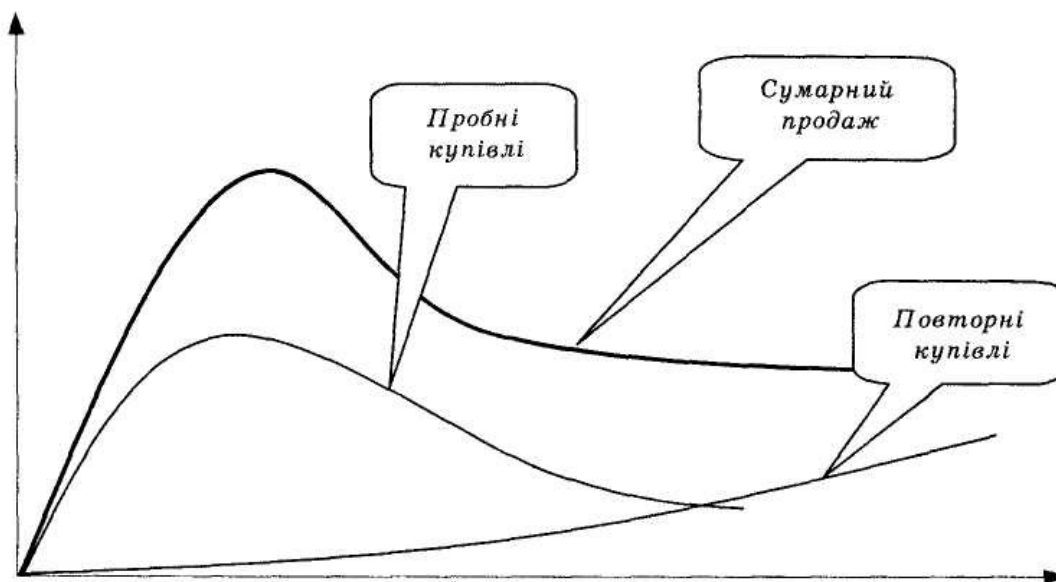 Пробні
купівлі
Сумарний
продаж
Повторні
купівлі